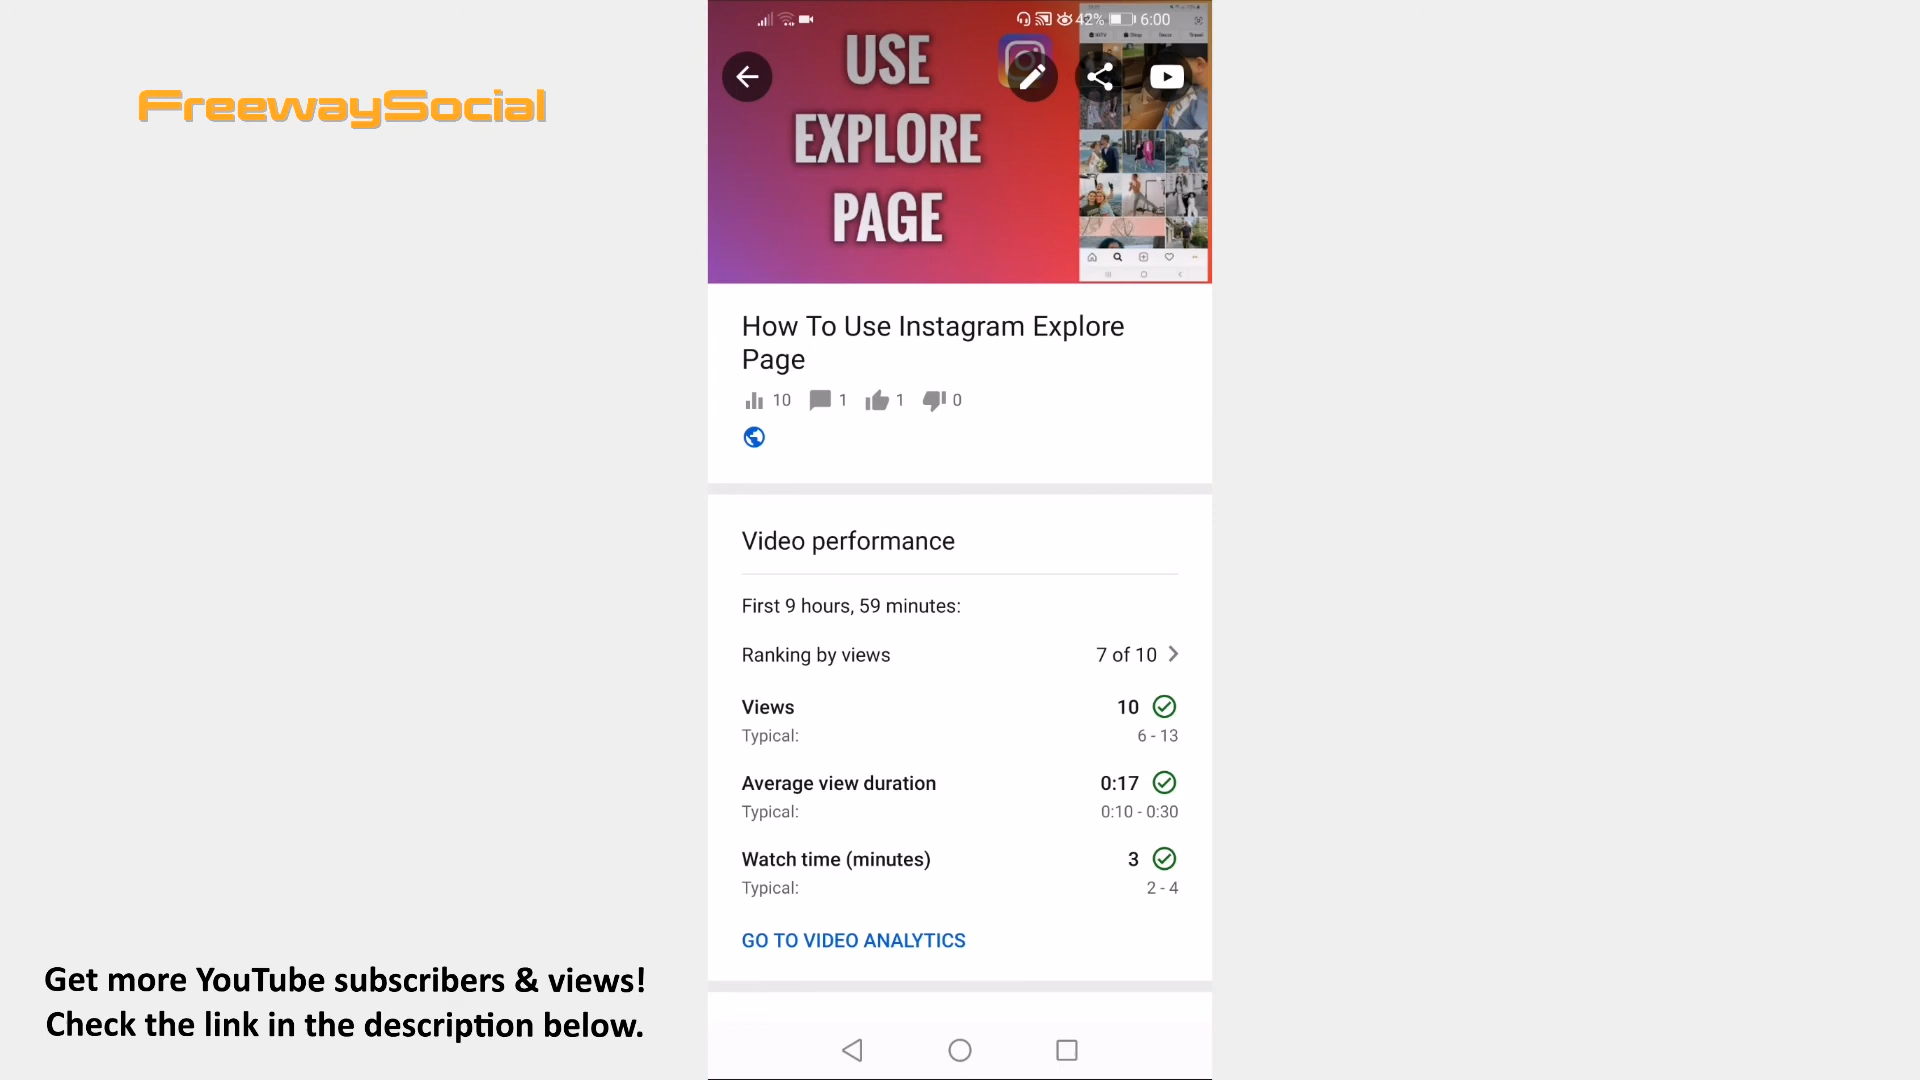 42% 6:00
FreewaySocial
USE
EXPLORE
PAGE
How To Use Instagram Explore
Page
10 1 1 0
Video performance
First 9 hours, 59 minutes:
Ranking by views 7 of 10
Views 10
Typical: 6 - 13
Average view duration 0:17
Typical: 0:10 - 0:30
Watch time (minutes) 3
Typical: 2 - 4
GO TO VIDEO ANALYTICS
Get more YouTube subscribers & views!
Check the link in the description below.